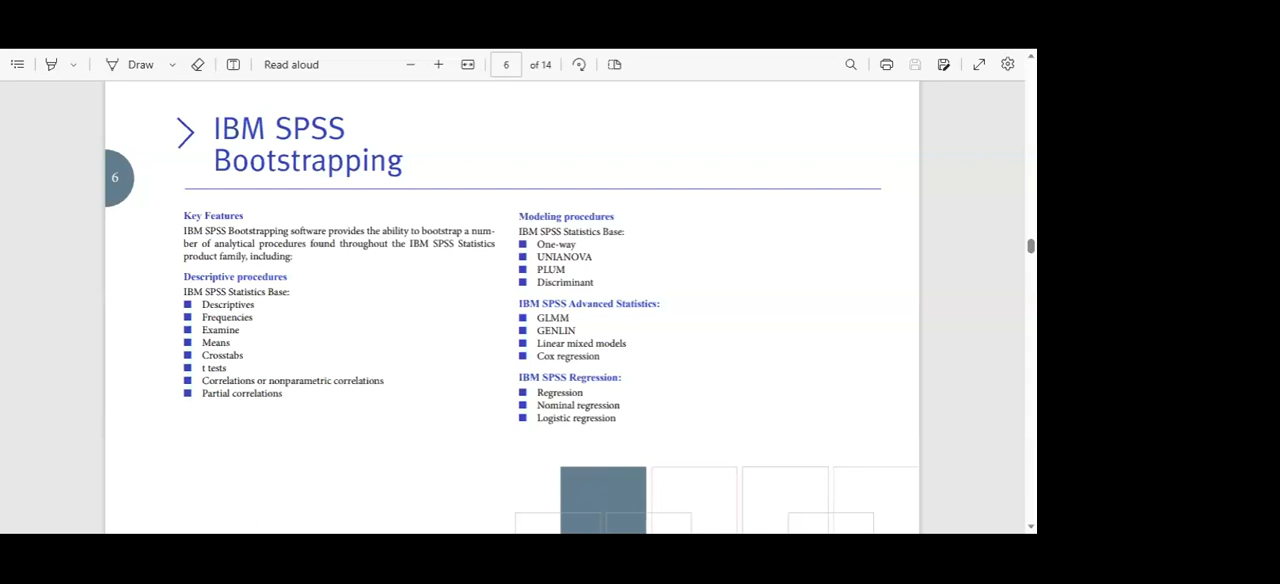 Draw
Read aloud
6
of 14
IBM SPSS
Bootstrapping
6
Key Features
IBM SPSS Bootstrapping software provides the ability to bootstrap a num-
ber of analytical procedures found throughout the IBM SPSS Statistics
product family, including:
Descriptive procedures
IBM SPSS Statistics Base:
Descriptives
Frequencies
Examine
Means
Crosstabs
t tests
Correlations or nonparametric correlations
Partial correlations
Modeling procedures
IBM SPSS Statistics Base:
One-way
UNIANOVA
PLUM
Discriminant
IBM SPSS Advanced Statistics:
GLMM
GENLIN
Linear mixed models
Cox regression
IBM SPSS Regression:
Regression
Nominal regression
Logistic regression